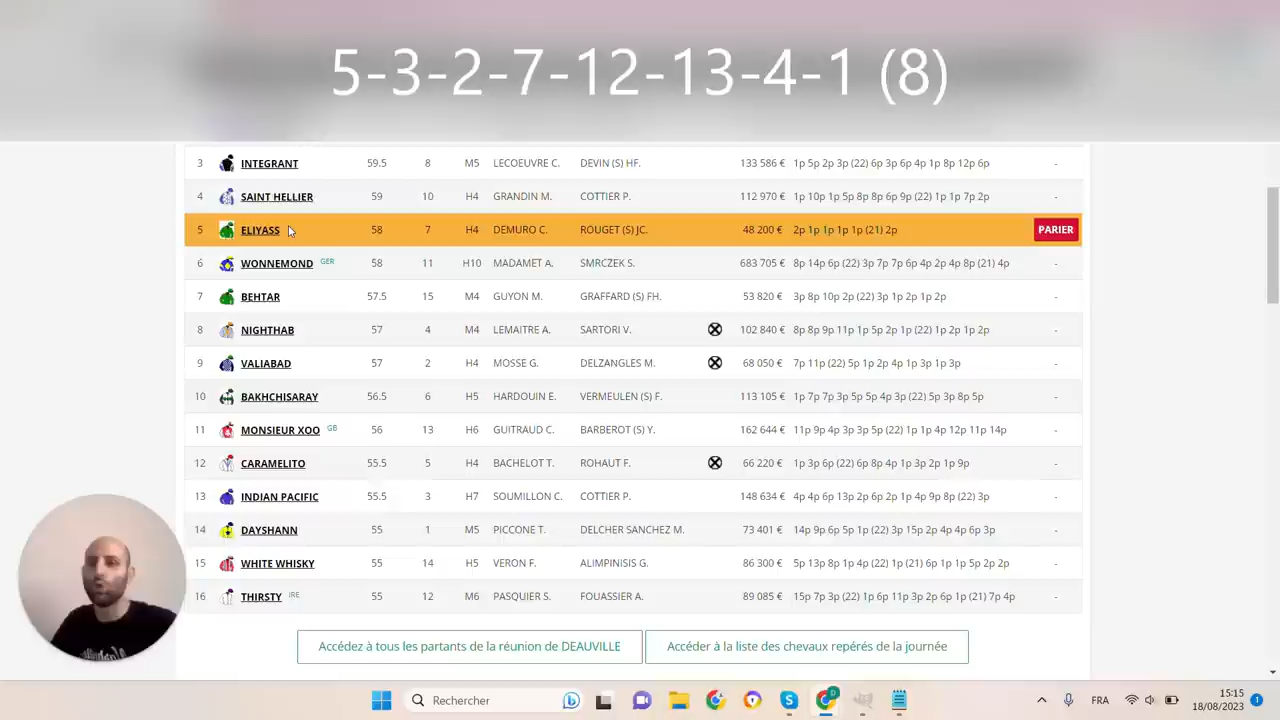 5-3-2-7-12-13-4-1 (8)
3 INTEGRANT 59.5 8 M5 LECOEUVRE C. DEVIN (S) HF. 133 586 € 1p 5p 2p 3p (22) 6p 3p 6p 4p 1p 8p 12p 6p -
4 SAINT HELLIER 59 10 H4 GRANDIN M. COTTIER P. 112 970 € 1p 10p 1p 5p 8p 8p 6p 9p (22) 1p 1p 7p 2p -
5 ELIYASS 58 7 H4 DEMURO C. ROUGET (S) JC. 48 200 € 2p 1p 1p 1p 1p (21) 2p PARIER
6 WONNEMOND GER 58 11 H10 MADAMET A. SMRCZEK S. 683 705 € 8p 14p 6p (22) 3p 7p 7p 6p 4p 2p 4p 8p (21) 4p -
7 BEHTAR 57.5 15 M4 GUYON M. GRAFFARD (S) FH. 53 820 € 3p 8p 10p 2p (22) 3p 1p 2p 1p 2p -
8 NIGHTHAB 57 4 M4 LEMAITRE A. SARTORI V. 102 840 € 8p 8p 9p 11p 1p 5p 2p 1p (22) 1p 2p 1p 2p -
9 VALIABAD 57 2 H4 MOSSE G. DELZANGLES M. 68 050 € 7p 11p (22) 5p 1p 2p 4p 1p 3p 1p 3p -
10 BAKHCHISARAY 56.5 6 H5 HARDOUIN E. VERMEULEN (S) F. 113 105 € 1p 7p 7p 3p 5p 5p 4p 3p (22) 5p 3p 8p 5p -
11 MONSIEUR XOO GB 56 13 H6 GUITRAUD C. BARBEROT (S) Y. 162 644 € 11p 9p 4p 3p 3p 5p (22) 1p 1p 4p 12p 11p 14p -
12 CARAMELITO 55.5 5 H4 BACHELOT T. ROHAUT F. 66 220 € 1p 3p 6p (22) 6p 8p 4p 1p 3p 2p 1p 9p -
13 INDIAN PACIFIC 55.5 3 H7 SOUMILLON C. COTTIER P. 148 634 € 4p 4p 6p 13p 2p 6p 2p 1p 4p 9p 8p (22) 3p -
14 DAYSHANN 55 1 M5 PICCONE T. DELCHER SANCHEZ M. 73 401 € 14p 9p 6p 5p 1p (22) 3p 15p 2p 4p 4p 6p 3p -
15 WHITE WHISKY 55 14 H5 VERON F. ALIMPINISIS G. 86 300 € 5p 13p 8p 1p 4p (22) 1p (21) 6p 1p 1p 5p 2p 2p -
16 THIRSTY IRE 55 12 M6 PASQUIER S. FOUASSIER A. 89 085 € 15p 7p 3p (22) 1p 6p 11p 3p 2p 6p 1p (21) 7p 4p -
Accédez à tous les partants de la réunion de DEAUVILLE Accéder à la liste des chevaux repérés de la journée
Rechercher FRA 15:15
18/08/2023